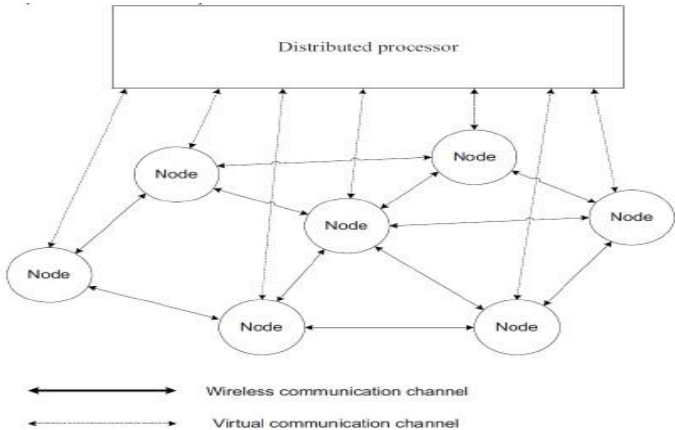 Distributed processor
Node
Node
Node
Node
Node
Node
Node
Wireless communication channel
Virtual communication channel